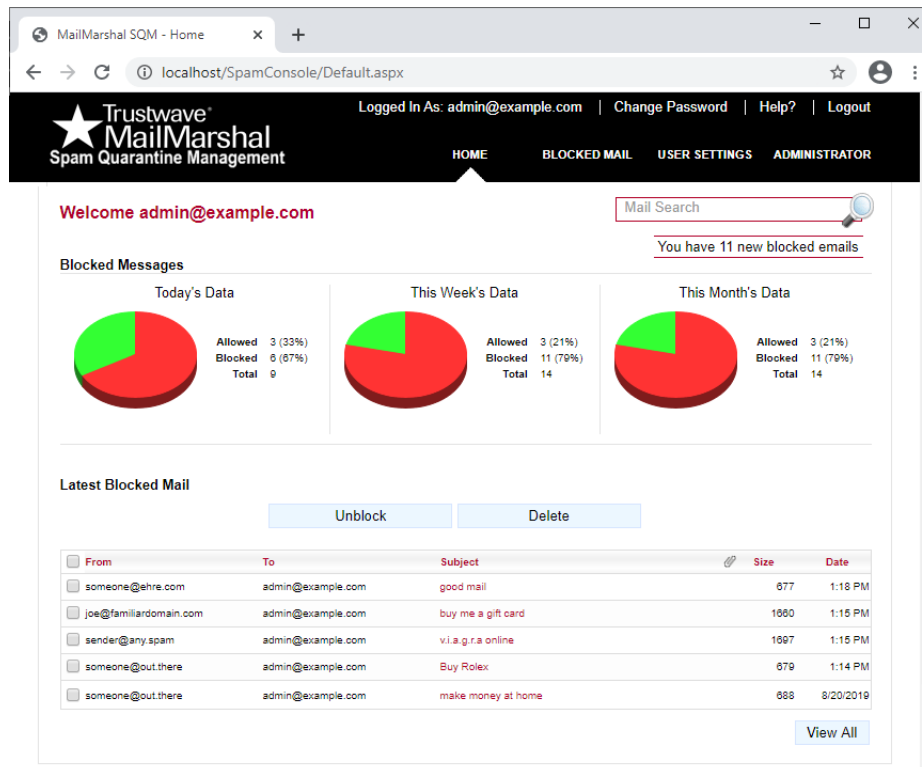 MailMarshal SQM - Home
localhost/SpamConsole/Default.aspx
Trustwave®
MailMarshal
Spam Quarantine Management
Logged In As: admin@example.com | Change Password | Help? | Logout
HOME BLOCKED MAIL USER SETTINGS ADMINISTRATOR
Welcome admin@example.com
Mail Search
You have 11 new blocked emails
Blocked Messages
Today's Data
Allowed 3 (33%)
Blocked 6 (67%)
Total 9
This Week's Data
Allowed 3 (21%)
Blocked 11 (79%)
Total 14
This Month's Data
Allowed 3 (21%)
Blocked 11 (79%)
Total 14
Latest Blocked Mail
Unblock Delete
From To Subject Size Date
someone@ehre.com admin@example.com good mail 677 1:18 PM
joe@familiardomain.com admin@example.com buy me a gift card 1660 1:15 PM
sender@any.spam admin@example.com v.i.a.g.r.a online 1697 1:15 PM
someone@out.there admin@example.com Buy Rolex 679 1:14 PM
someone@out.there admin@example.com make money at home 688 8/20/2019
View All